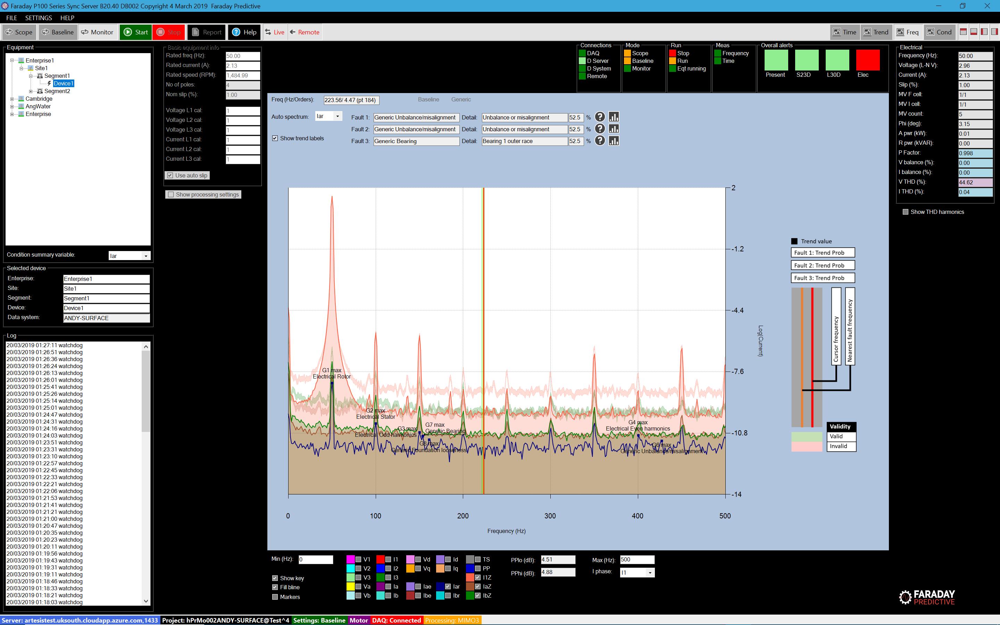 Faraday P100 Series Sync Server B20.40 DB002 Copyright 4 March 2019  Faraday Predictive
FILE SETTINGS HELP
Scope Baseline Monitor Start Stop Report Help Live Remote Time Trend Freq Cond
Equipment
Enterprise1
Site1
Segment1
Device1
Segment2
Cambridge
AngWater
Enterprise
Condition summary variable: Iar
Selected device
Enterprise: Enterprise1
Site: Site1
Segment: Segment1
Device: Device1
Data system: ANDY-SURFACE
Log
20/03/2019 01:27:11 watchdog
20/03/2019 01:26:51 watchdog
20/03/2019 01:26:36 watchdog
20/03/2019 01:26:24 watchdog
20/03/2019 01:26:13 watchdog
20/03/2019 01:26:01 watchdog
20/03/2019 01:25:41 watchdog
20/03/2019 01:25:26 watchdog
20/03/2019 01:25:14 watchdog
20/03/2019 01:25:01 watchdog
20/03/2019 01:24:47 watchdog
20/03/2019 01:24:31 watchdog
20/03/2019 01:24:16 watchdog
20/03/2019 01:24:03 watchdog
20/03/2019 01:23:51 watchdog
20/03/2019 01:23:31 watchdog
20/03/2019 01:23:10 watchdog
20/03/2019 01:22:57 watchdog
20/03/2019 01:22:45 watchdog
20/03/2019 01:22:33 watchdog
20/03/2019 01:22:21 watchdog
20/03/2019 01:22:06 watchdog
20/03/2019 01:21:53 watchdog
20/03/2019 01:21:41 watchdog
20/03/2019 01:21:21 watchdog
20/03/2019 01:21:00 watchdog
20/03/2019 01:20:47 watchdog
20/03/2019 01:20:35 watchdog
20/03/2019 01:20:23 watchdog
20/03/2019 01:20:11 watchdog
20/03/2019 01:19:56 watchdog
20/03/2019 01:19:43 watchdog
20/03/2019 01:19:31 watchdog
20/03/2019 01:19:11 watchdog
20/03/2019 01:18:46 watchdog
20/03/2019 01:18:33 watchdog
20/03/2019 01:18:21 watchdog
20/03/2019 01:18:03 watchdog
Basic equipment info
Rated freq (Hz): 50.00
Rated current (A): 2.13
Rated speed (RPM): 1,484.99
No of poles: 4
Nom slip (%): 1.00
Voltage L1 cal: 1
Voltage L2 cal: 1
Voltage L3 cal: 1
Current L1 cal: 1
Current L2 cal: 1
Current L3 cal: 1
Use auto slip
Show processing settings
Connections
DAQ
D Server
D System
Remote
Mode
Scope
Baseline
Monitor
Run
Stop
Run
Eqt running
Meas
Frequency
Time
Overall alerts
Present S23D L30D Elec
Freq (Hz/Orders): 223.56/ 4.47 (pt 184) Baseline Generic
Auto spectrum: Iar
Show trend labels
Fault 1: Generic Unbalance/misalignment Detail: Unbalance or misalignment 52.5 % ?
Fault 2: Generic Unbalance/misalignment Detail: Unbalance or misalignment 52.5 % ?
Fault 3: Generic Bearing Detail: Bearing 1 outer race 52.5 % ?
2
-1.2
-4.4
-7.6
-10.8
-14
Log(Current)
G1 max
Electrical Rotor
G2 max
Electrical Stator
G3 max
Electrical Odd harmonics
G7 max
Generic Bearing
G8 max
Generic Foundation looseness
G4 max
Electrical Even harmonics
G6 max
Generic Unbalance/misalignment
0 100 200 300 400 500
Frequency (Hz)
Trend value
Fault 1: Trend Prob
Fault 2: Trend Prob
Fault 3: Trend Prob
Cursor frequency
Nearest fault frequency
Validity
Valid
Invalid
Min (Hz): 0
Show key
Fill bline
Markers
V1 I1 Vd Id TS
V2 I2 Vq Iq PP
V3 I3 I1Z
Va Ia Iae Iar IaZ
Vb Ib Ibe Ibr IbZ
PPlo (dB): 4.51
PPhi (dB): 4.88
Max (Hz): 500
I phase: I1
Electrical
Frequency (Hz): 50.00
Voltage (L-N V): 2.96
Current (A): 2.13
Slip (%): 1.00
MV F cell: 1/1
MV I cell: 1/1
MV count: 5
Phi (deg): 3.15
A pwr (kW): 0.01
R pwr (kVAR): 0.00
P Factor: 0.998
V balance (%): 0.00
I balance (%): 0.00
V THD (%): 44.62
I THD (%): 0.04
Show THD harmonics
FARADAY
PREDICTIVE
Server: artesistest.uksouth.cloudapp.azure.com,1433 Project: hPrMo002ANDY-SURFACE@Test^4 Settings: Baseline Motor DAQ: Connected Processing: MIMO3